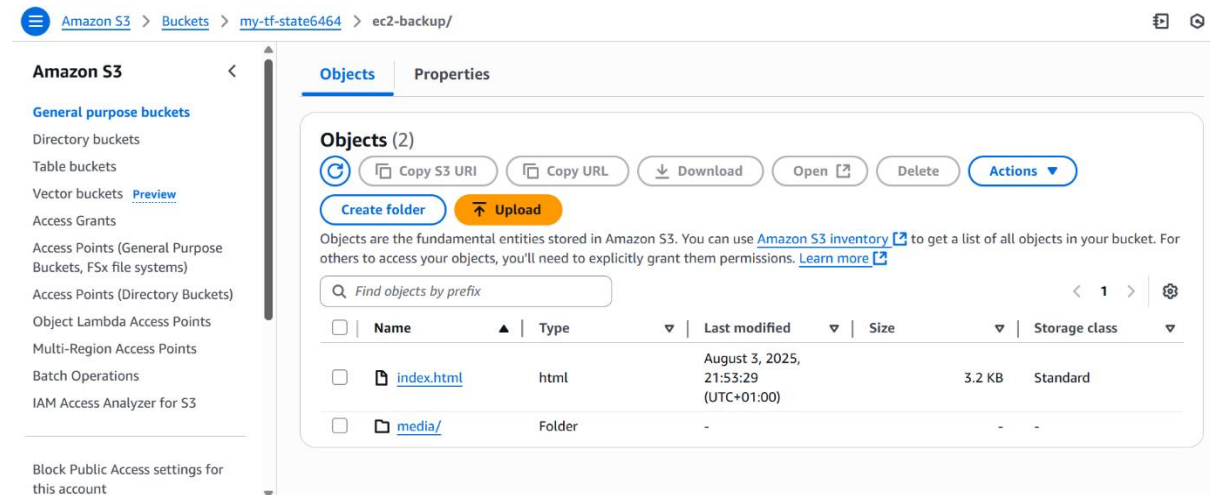 Amazon S3 > Buckets > my-tf-state6464 > ec2-backup/
Amazon S3
General purpose buckets
Directory buckets
Table buckets
Vector buckets Preview
Access Grants
Access Points (General Purpose
Buckets, FSx file systems)
Access Points (Directory Buckets)
Object Lambda Access Points
Multi-Region Access Points
Batch Operations
IAM Access Analyzer for S3
Block Public Access settings for
this account
Objects Properties
Objects (2)
Copy S3 URI Copy URL Download Open Delete Actions
Create folder Upload
Objects are the fundamental entities stored in Amazon S3. You can use Amazon S3 inventory to get a list of all objects in your bucket. For
others to access your objects, you'll need to explicitly grant them permissions. Learn more
Find objects by prefix
1
Name Type Last modified Size Storage class
August 3, 2025,
index.html html 21:53:29 3.2 KB Standard
(UTC+01:00)
media/ Folder - - -